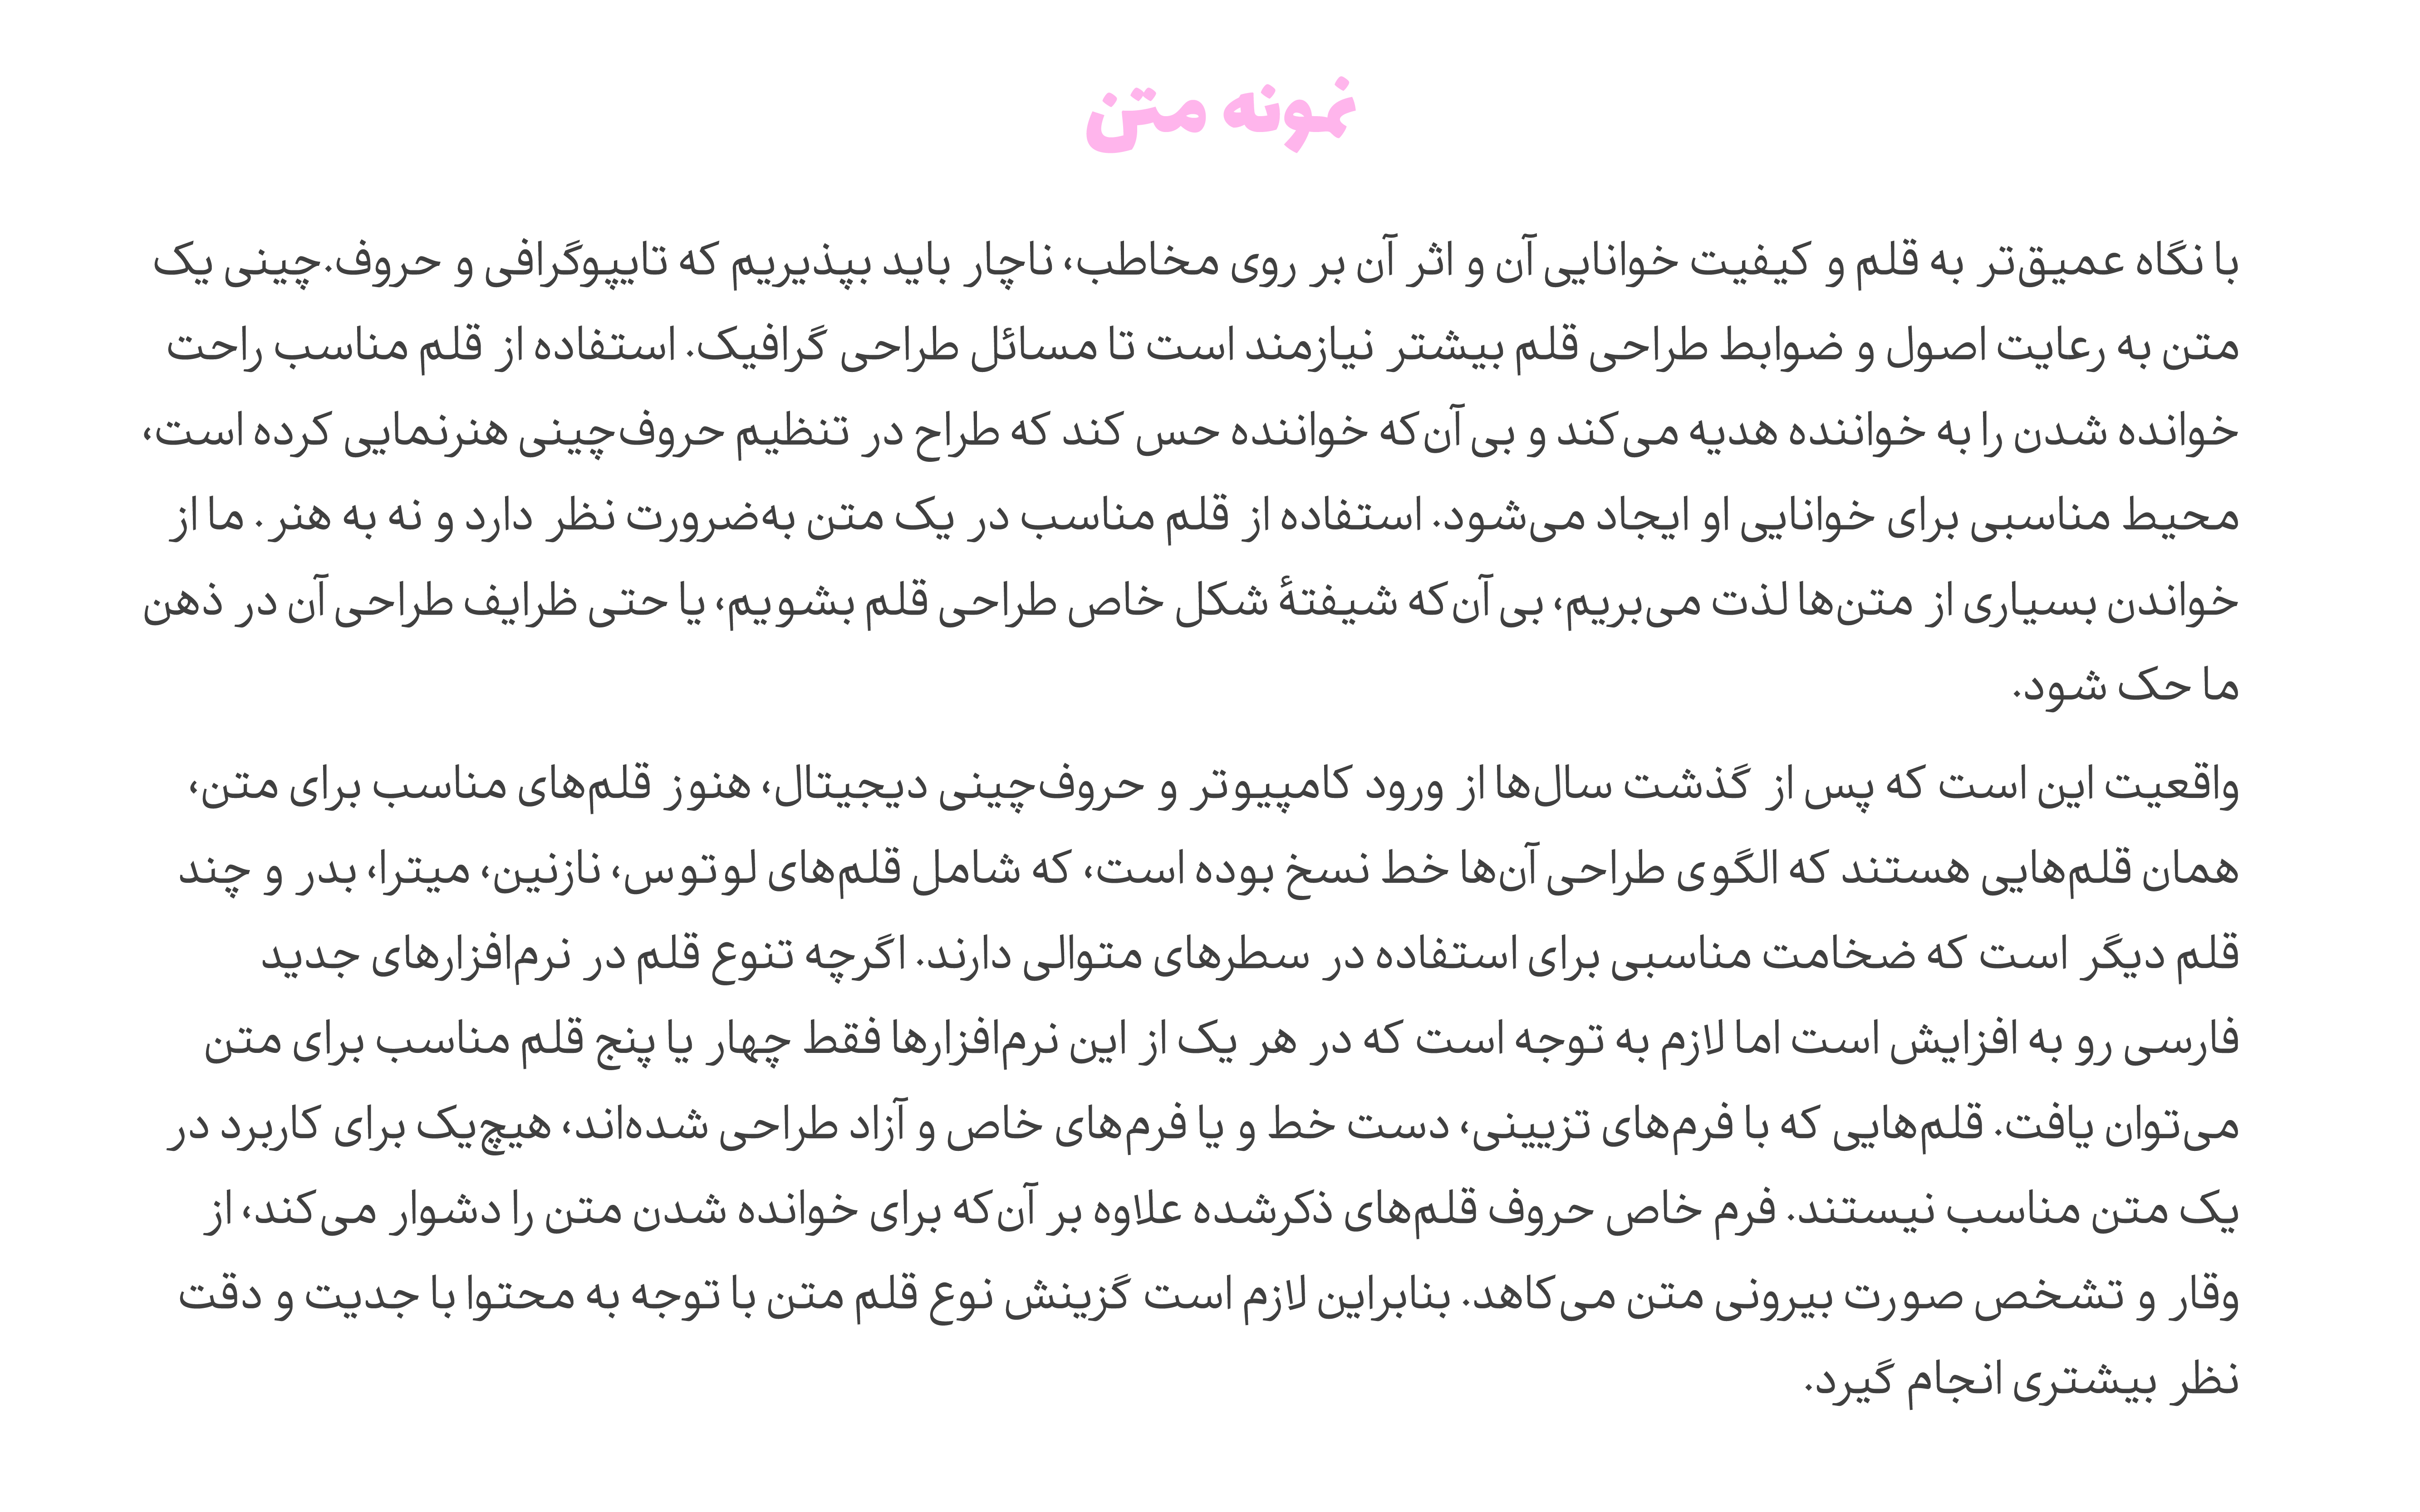 نمونه متن
با نگاه عمیق‌تر به قلم و کیفیت خوانایی آن و اثر آن بر روی مخاطب، ناچار باید بپذیریم که تایپوگرافی و حروف.چینی یک
متن به رعایت اصول و ضوابط طراحی قلم بیشتر نیازمند است تا مسائل طراحی گرافیک. استفاده از قلم مناسب راحت
خوانده شدن را به خواننده هدیه می‌کند و بی آن‌که خواننده حس کند که طراح در تنظیم حروف‌چینی هنرنمایی کرده است،
محیط مناسبی برای خوانایی او ایجاد می‌شود. استفاده از قلم مناسب در یک متن به‌ضرورت نظر دارد و نه به هنر. ما از
خواندن بسیاری از متن‌ها لذت می‌بریم، بی آن‌که شیفتهٔ شکل خاص طراحی قلم بشویم، یا حتی ظرایف طراحی آن در ذهن
ما حک شود.
واقعیت این است که پس از گذشت سال‌ها از ورود کامپیوتر و حروف‌چینی دیجیتال، هنوز قلم‌های مناسب برای متن،
همان قلم‌هایی هستند که الگوی طراحی آن‌ها خط نسخ بوده است، که شامل قلم‌های لوتوس، نازنین، میترا، بدر و چند
قلم دیگر است که ضخامت مناسبی برای استفاده در سطرهای متوالی دارند. اگرچه تنوع قلم در نرم‌افزارهای جدید
فارسی رو به افزایش است اما لازم به توجه است که در هر یک از این نرم‌افزارها فقط چهار یا پنج قلم مناسب برای متن
می‌توان یافت. قلم‌هایی که با فرم‌های تزیینی، دست خط و یا فرم‌های خاص و آزاد طراحی شده‌اند، هیچ‌یک برای کاربرد در
یک متن مناسب نیستند. فرم خاص حروف قلم‌های ذکرشده علاوه بر آن‌که برای خوانده شدن متن را دشوار می‌کند، از
وقار و تشخص صورت بیرونی متن می‌کاهد. بنابراین لازم است گزینش نوع قلم متن با توجه به محتوا با جدیت و دقت
نظر بیشتری انجام گیرد.